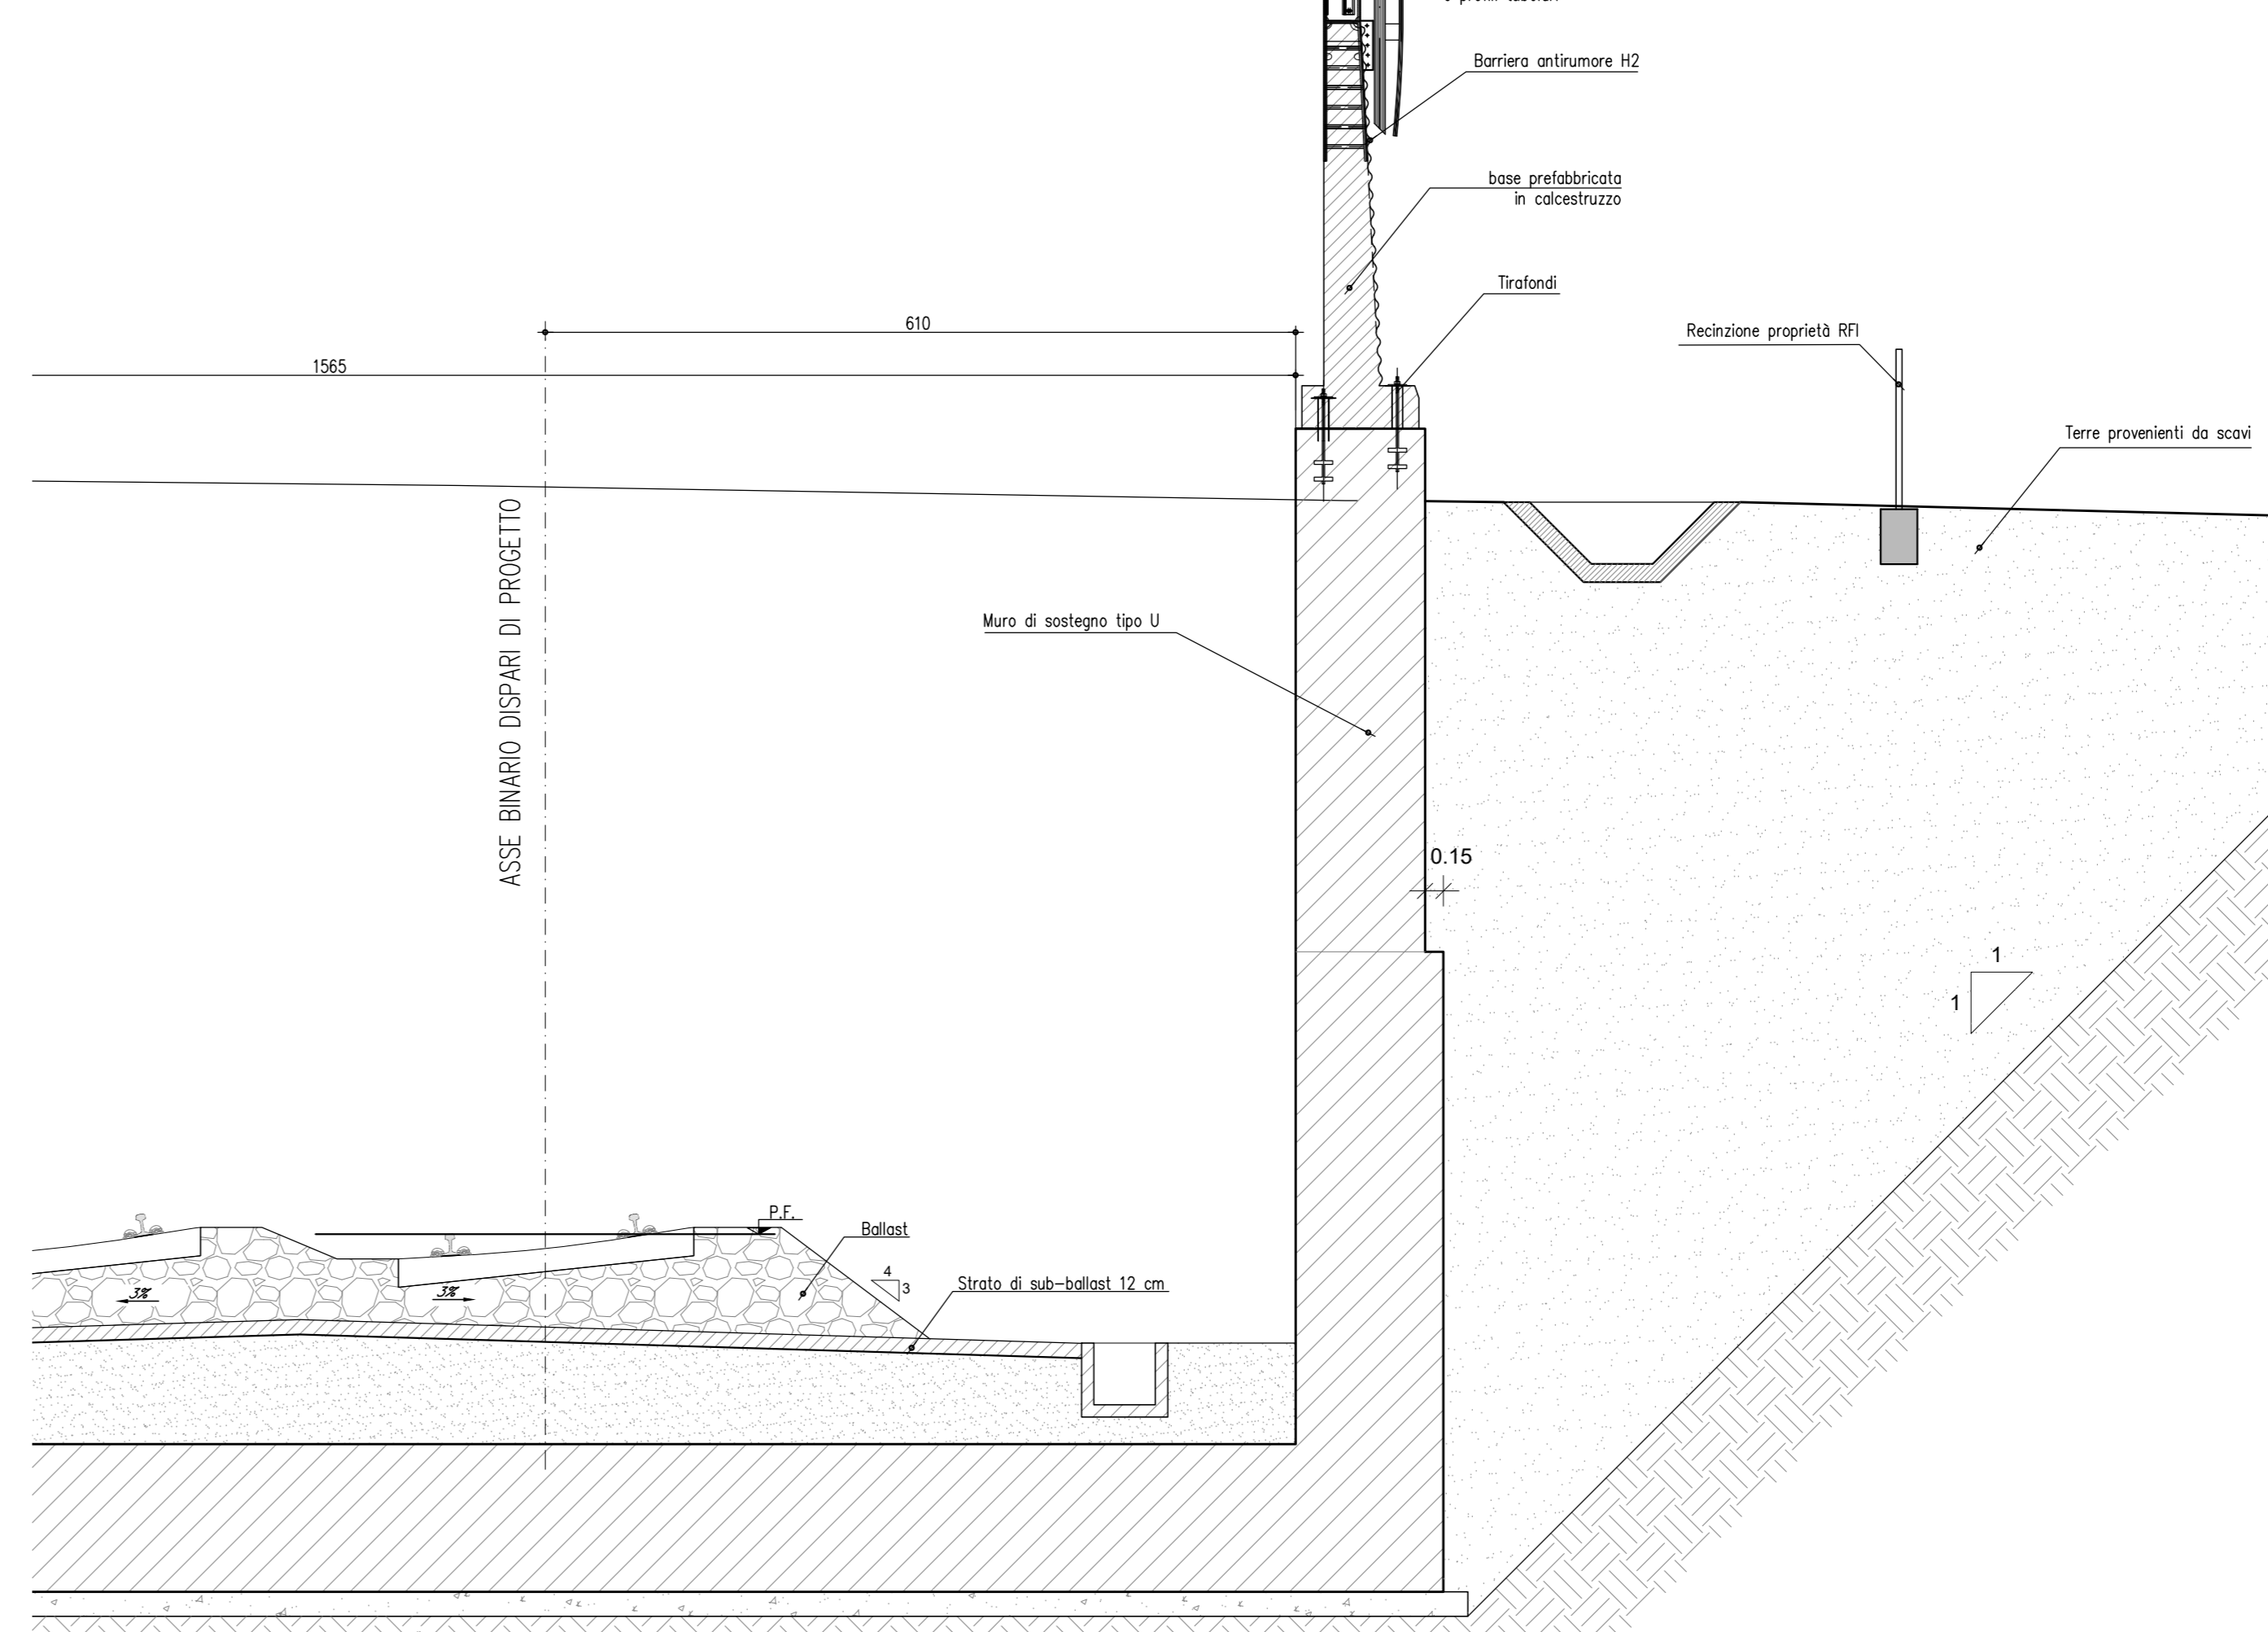 Barriera antirumore H2
base prefabbricata
in calcestruzzo
Tirafondi
610
Recinzione proprietà RFI
1565
Terre provenienti da scavi
ASSE BINARIO DISPARI DI PROGETTO
Muro di sostegno tipo U
0.15
1
1
P.F.
Ballast
4
3
Strato di sub-ballast 12 cm
3%
3%